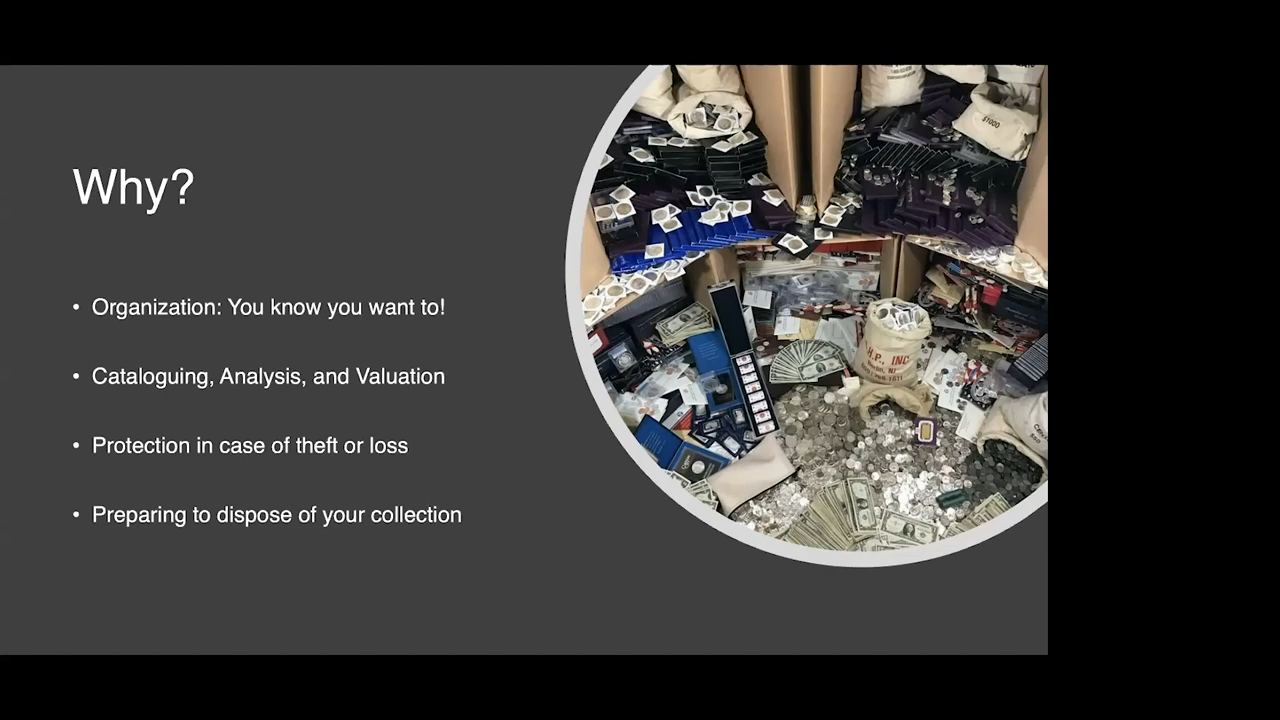 Why?
• Organization: You know you want to!
• Cataloguing, Analysis, and Valuation
• Protection in case of theft or loss
• Preparing to dispose of your collection
$1000
H.P., INC